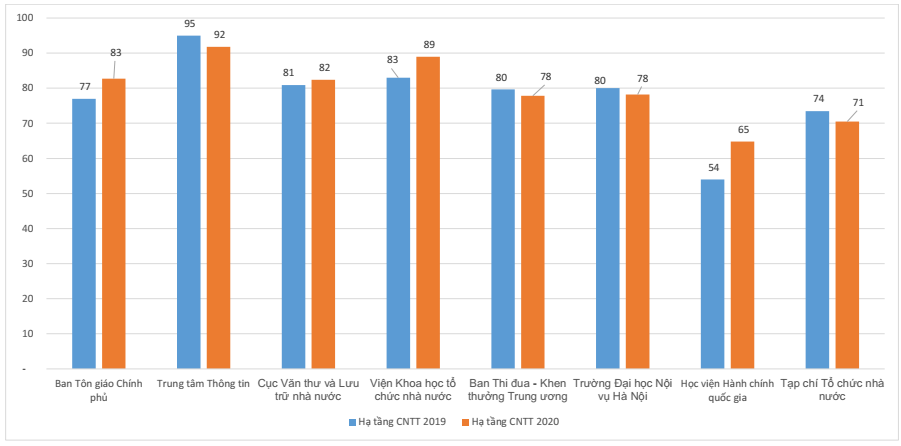 100
90
80
70
60
50
40
30
20
10
-
77
83
95
92
81
82
83
89
80
78
80
78
54
65
74
71
Ban Tôn giáo Chính
phủ
Trung tâm Thông tin
Cục Văn thư và Lưu
trữ nhà nước
Viện Khoa học tổ
chức nhà nước
Ban Thi đua - Khen
thưởng Trung ương
Trường Đại học Nội
vụ Hà Nội
Học viện Hành chính
quốc gia
Tạp chí Tổ chức nhà
nước
Hạ tầng CNTT 2019
Hạ tầng CNTT 2020